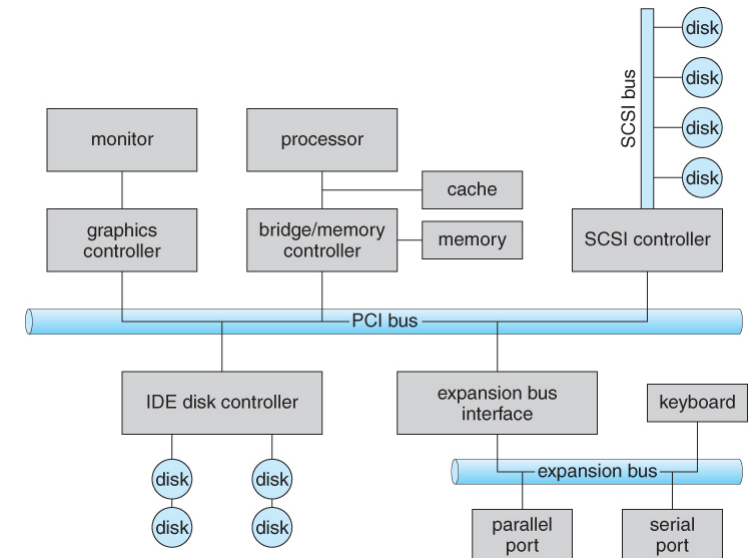 disk
disk
SCSI bus
disk
disk
monitor
processor
cache
graphics
controller
bridge/memory
controller
memory
SCSI controller
PCI bus
IDE disk controller
expansion bus
interface
keyboard
disk
disk
expansion bus
disk
disk
parallel
port
serial
port